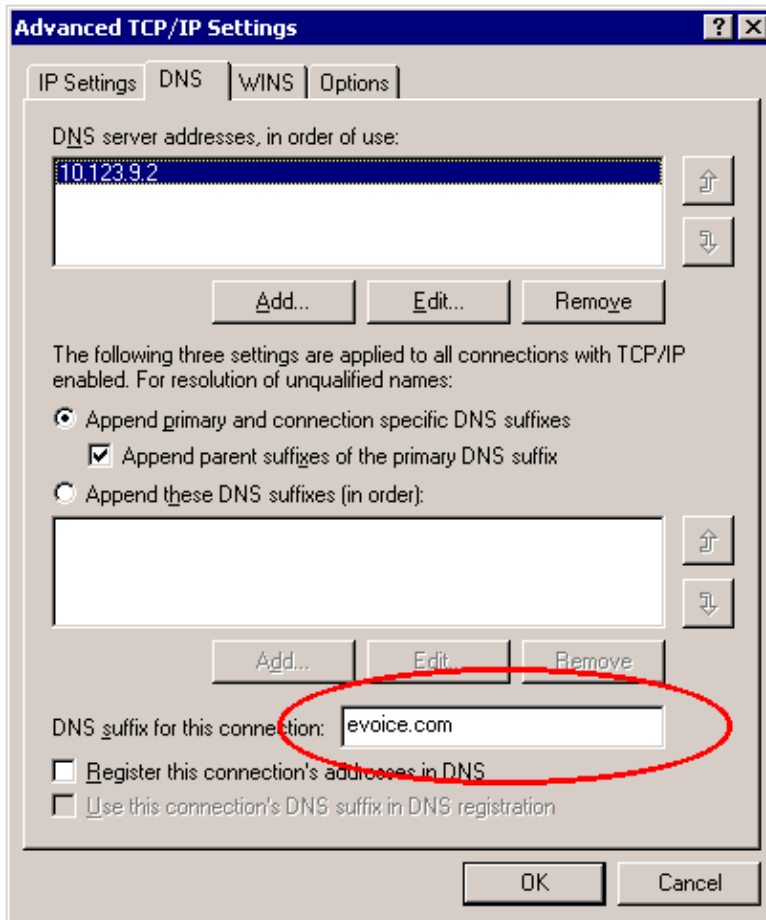 Advanced TCP/IP Settings
IP Settings DNS WINS Options
DNS server addresses, in order of use:
10.123.9.2
Add... Edit... Remove
The following three settings are applied to all connections with TCP/IP
enabled. For resolution of unqualified names:
Append primary and connection specific DNS suffixes
Append parent suffixes of the primary DNS suffix
Append these DNS suffixes (in order):
Add... Edit... Remove
DNS suffix for this connection: evoice.com
Register this connection's addresses in DNS
Use this connection's DNS suffix in DNS registration
OK Cancel